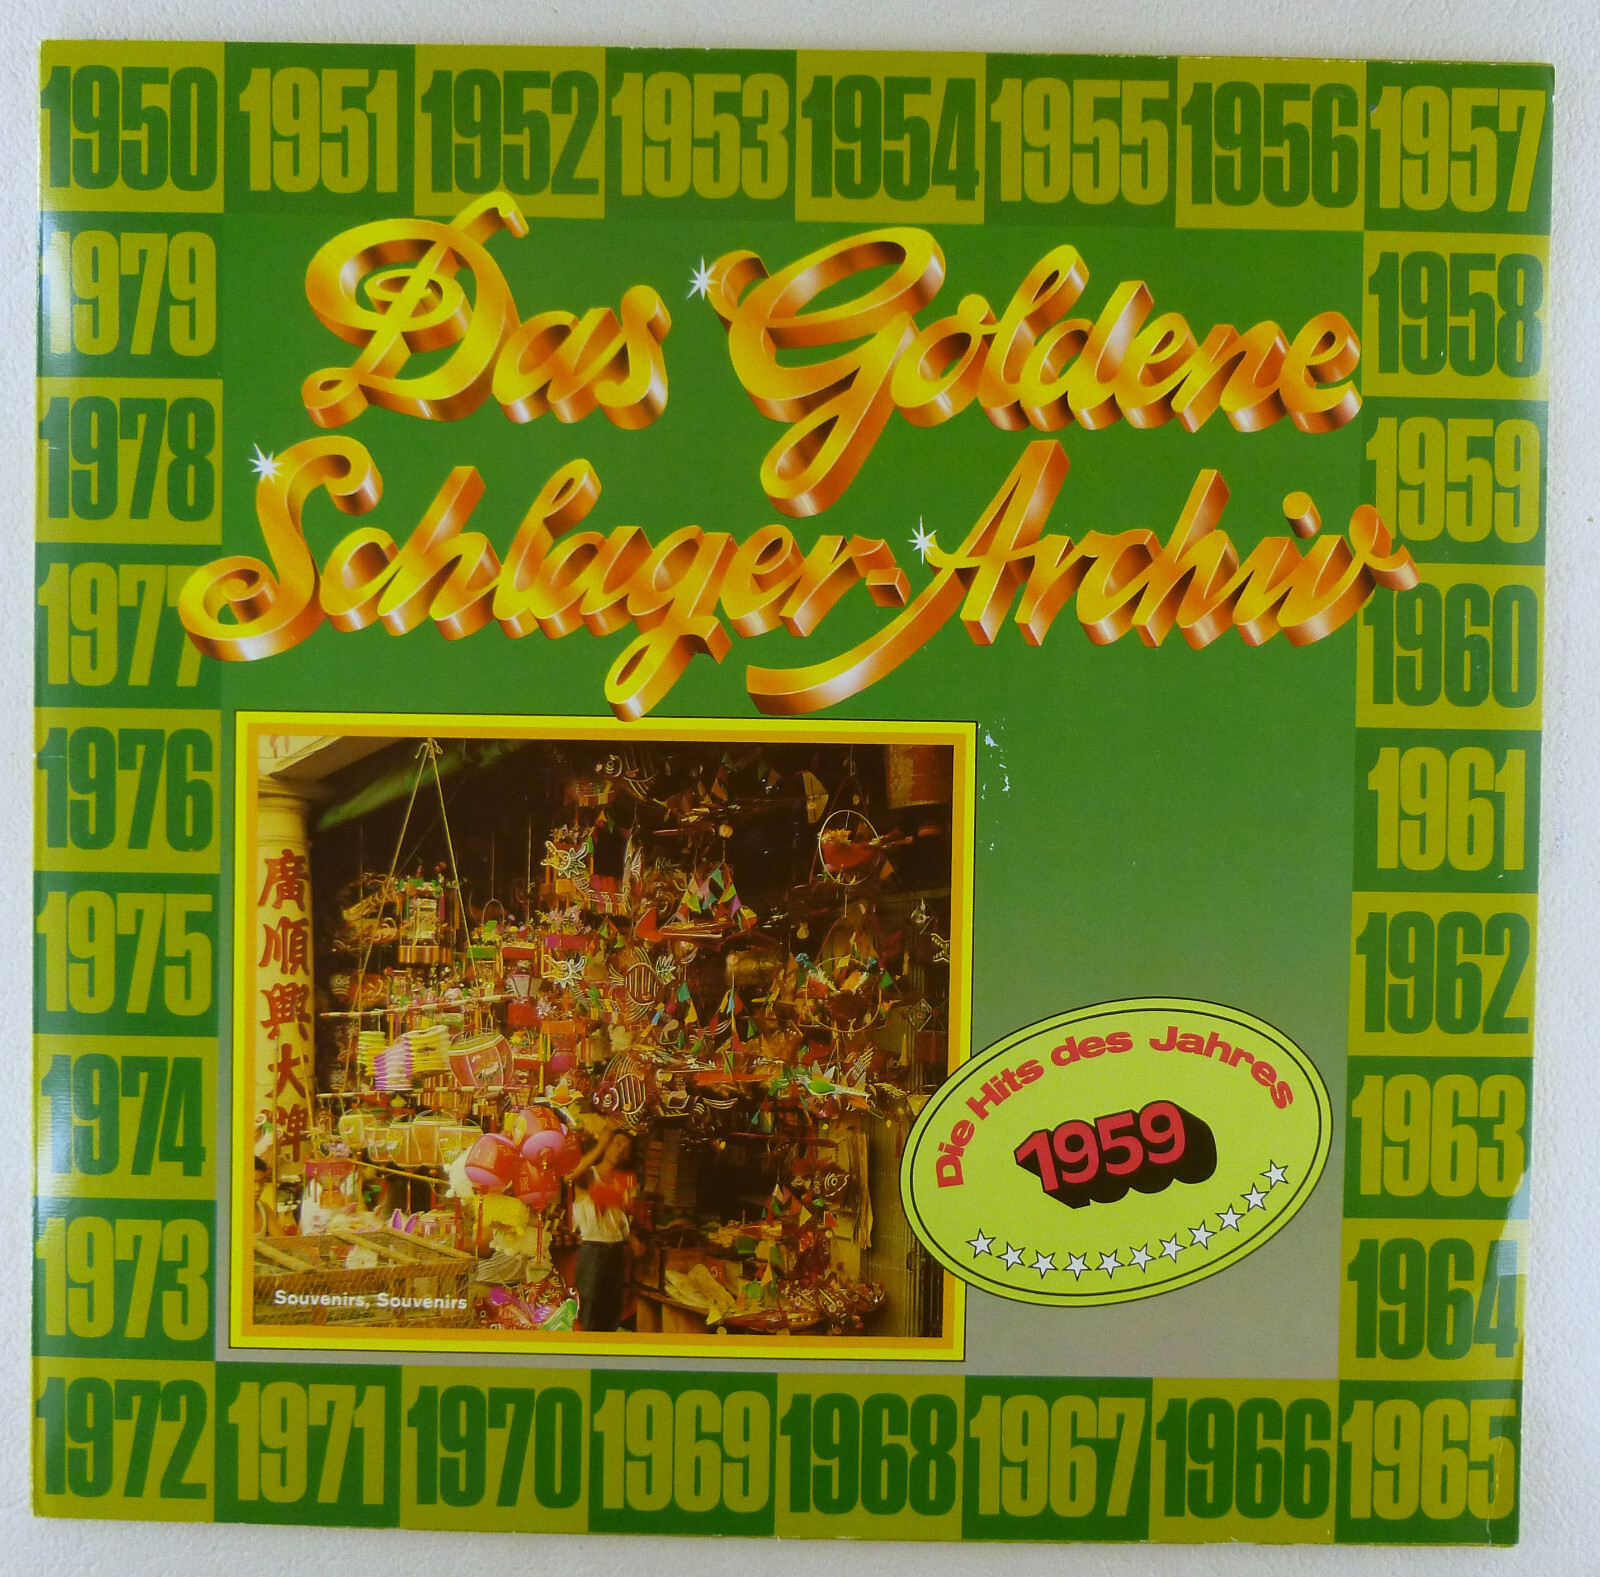 1950 1951 1952 1953 1954 1955 1956 1957
1979
1958
Das Goldene
1978
1959
Schlager-Archiv
1977
1960
1976
1961
廣順興大牌
1975
1962
1974
Die Hits des Jahres
1963
1959
1973
1964
Souvenirs, Souvenirs
1972 1971 1970 1969 1968 1967 1966 1965